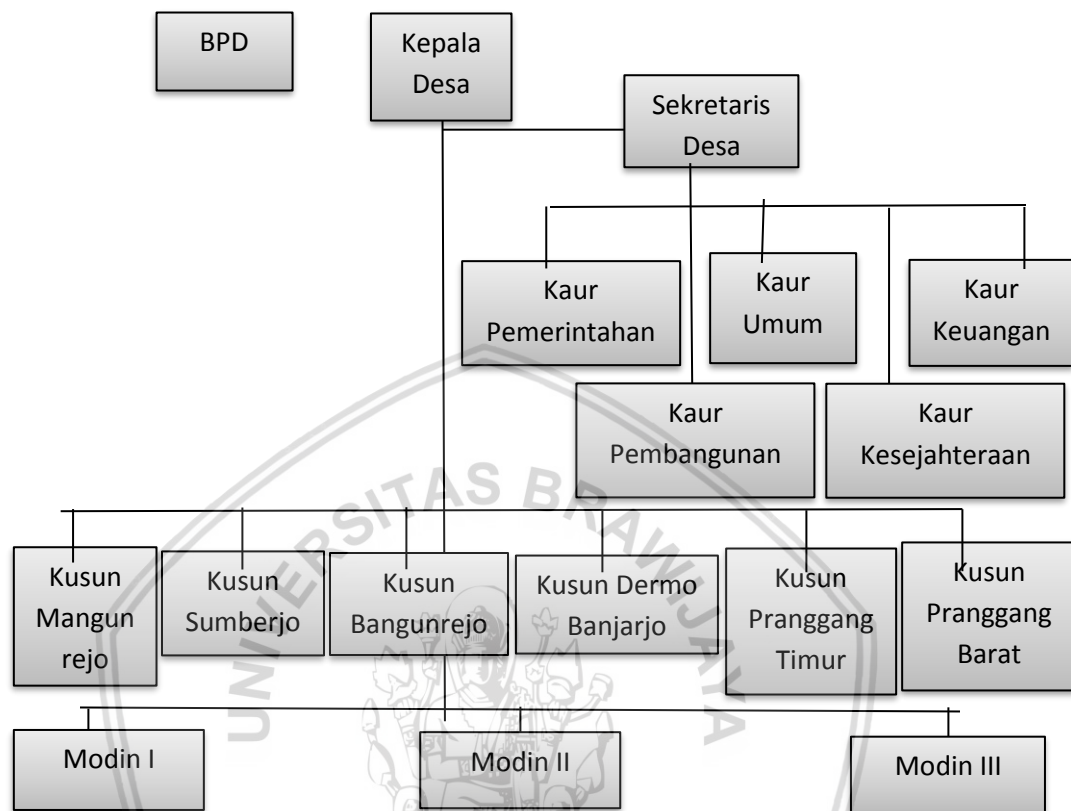 BPD
Kepala
Desa
Sekretaris
Desa
Kaur
Pemerintahan
Kaur
Umum
Kaur
Keuangan
Kaur
Pembangunan
Kaur
Kesejahteraan
UNIVERSITAS BRAWIJAYA
Kusun
Mangun
rejo
Kusun
Sumberjo
Kusun
Bangunrejo
Kusun Dermo
Banjarjo
Kusun
Pranggang
Timur
Kusun
Pranggang
Barat
Modin I
Modin II
Modin III